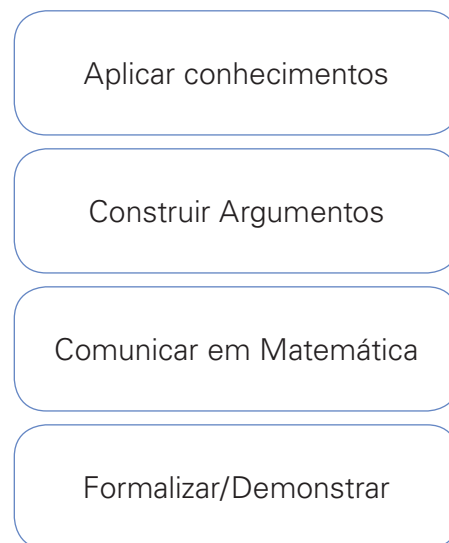 Aplicar conhecimentos
Construir Argumentos
Comunicar em Matemática
Formalizar/Demonstrar